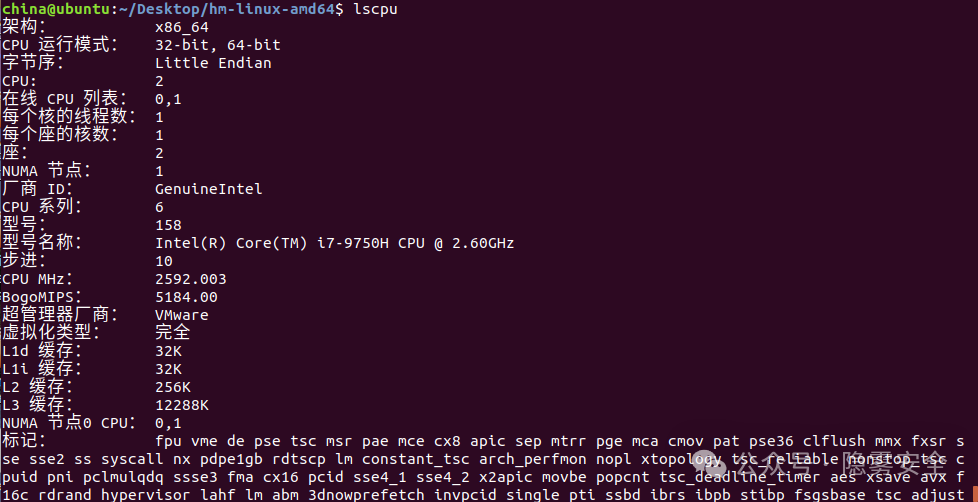 china@ubuntu:~/Desktop/hm-linux-amd64$ lscpu
架构： x86_64
CPU 运行模式： 32-bit, 64-bit
字节序： Little Endian
CPU: 2
在线 CPU 列表： 0,1
每个核的线程数： 1
每个座的核数： 1
座： 2
NUMA 节点： 1
厂商 ID： GenuineIntel
CPU 系列： 6
型号： 158
型号名称： Intel(R) Core(TM) i7-9750H CPU @ 2.60GHz
步进： 10
CPU MHz： 2592.003
BogoMIPS： 5184.00
超管理器厂商： VMware
虚拟化类型： 完全
L1d 缓存： 32K
L1i 缓存： 32K
L2 缓存： 256K
L3 缓存： 12288K
NUMA 节点0 CPU： 0,1
标记： fpu vme de pse tsc msr pae mce cx8 apic sep mtrr pge mca cmov pat pse36 clflush mmx fxsr s
se sse2 ss syscall nx pdpe1gb rdtscp lm constant_tsc arch_perfmon nopl xtopology tsc_reliable nonstop_tsc c
puid pni pclmulqdq ssse3 fma cx16 pcid sse4_1 sse4_2 x2apic movbe popcnt tsc_deadline_timer aes xsave avx f
16c rdrand hypervisor lahf_lm abm 3dnowprefetch invpcid_single pti ssbd ibrs ibpb stibp fsgsbase tsc_adjust
公众号·隐雾安全